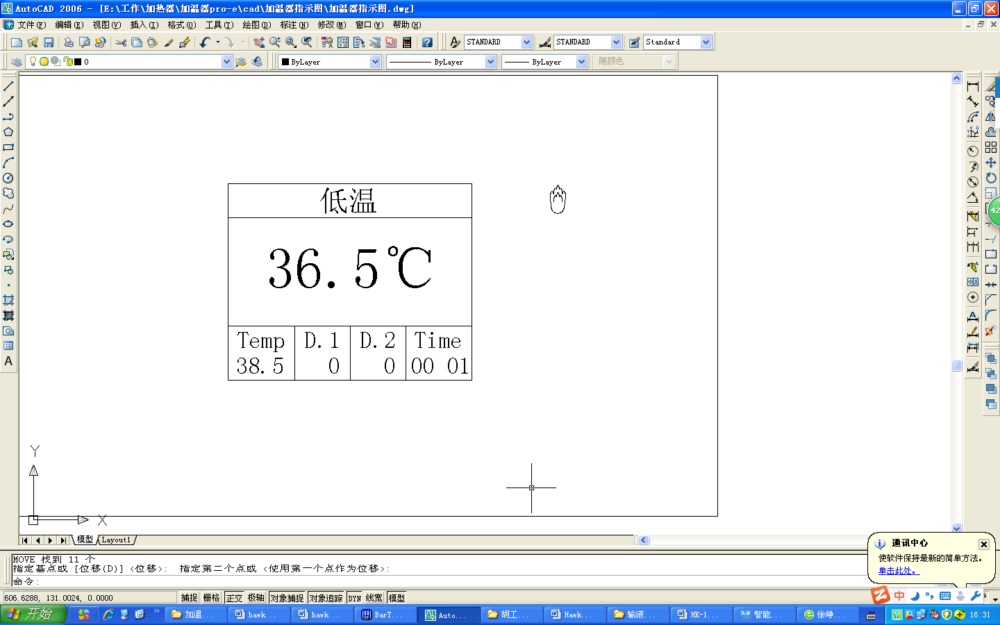 AutoCAD 2006 - [E:\工作\加热器\加温器pro-e\cad\加温器指示图\加温器指示图.dwg]
文件(F) 编辑(E) 视图(V) 插入(I) 格式(O) 工具(T) 绘图(D) 标注(N) 修改(M) 窗口(W) 帮助(H)
STANDARD STANDARD Standard
0 ByLayer ByLayer ByLayer 随颜色
低温
36.5℃
Temp D.1 D.2 Time
38.5 0 0 00 01
42
A
Y
X
模型 Layout1
通讯中心
使软件保持最新的简单方法。
单击此处。
MOVE 找到 11 个
指定基点或 [位移(D)] <位移>: 指定第二个点或 <使用第一个点作为位移>:
命令:
606.6288, 131.0024, 0.0000 捕捉 栅格 正交 极轴 对象捕捉 对象追踪 DYN 线宽 模型
中
开始 加温... hawk... hawk... BarT... Auto... 胡工... Hawk... 输液... HK-1... 智能... 徐峥... 16:31